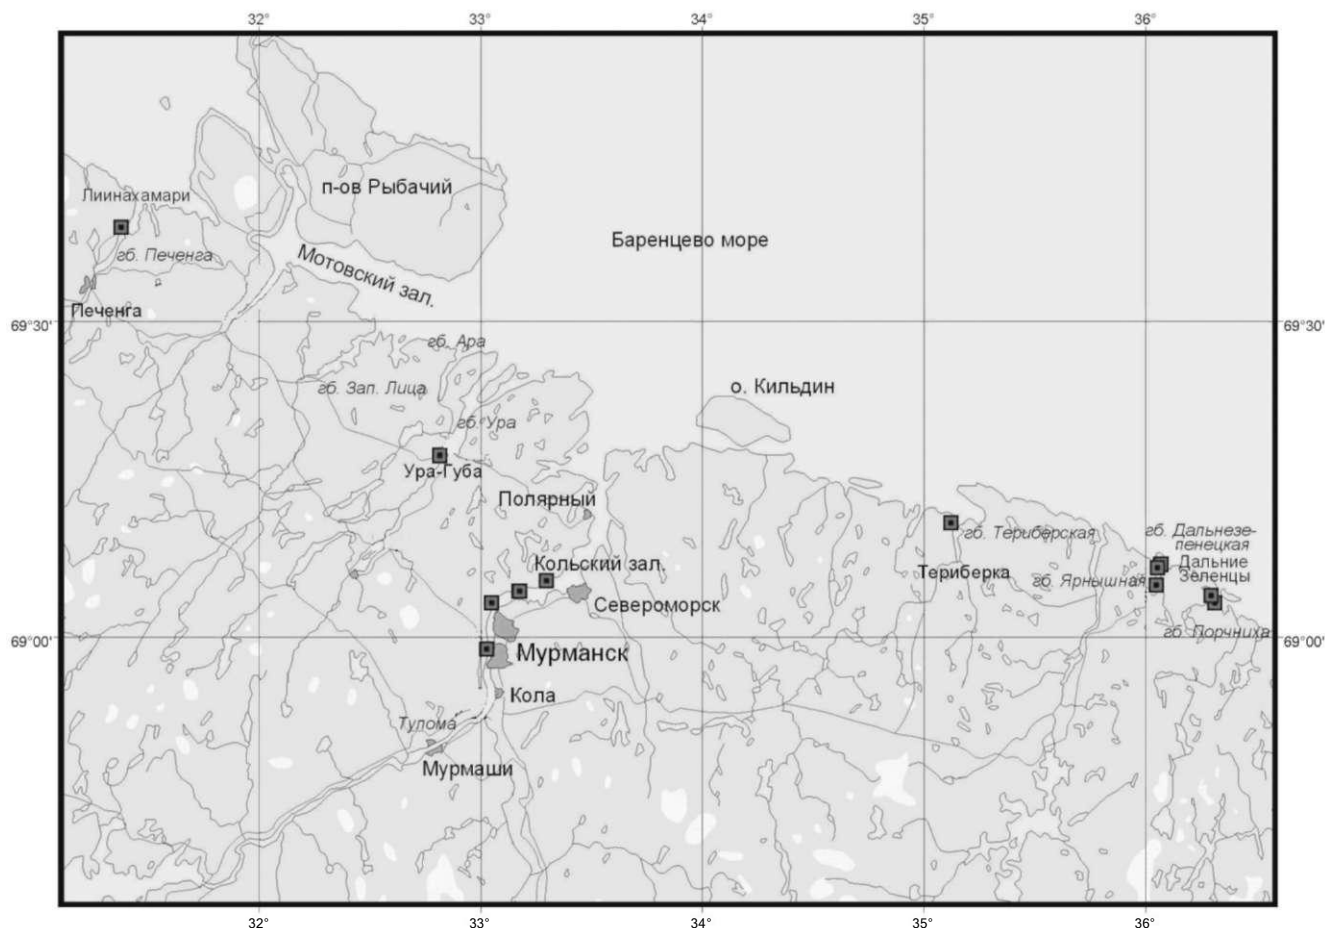 32° 33° 34° 35° 36°
п-ов Рыбачий
Лиинахамари
Баренцево море
гб. Печенга
Мотовский зал.
Печенга
69°30' 69°30'
гб. Ара
гб. Зап. Лица
о. Кильдин
гб. Ура
Ура-Губа
Полярный
гб. Териберская
гб. Дальнезе-
ленецкая
Кольский зал.
Териберка
гб. Ярнышная
Дальние
Зеленцы
Североморск
69°00' 69°00'
гб. Порчниха
Мурманск
Кола
Тулома
Мурмаши
32° 33° 34° 35° 36°